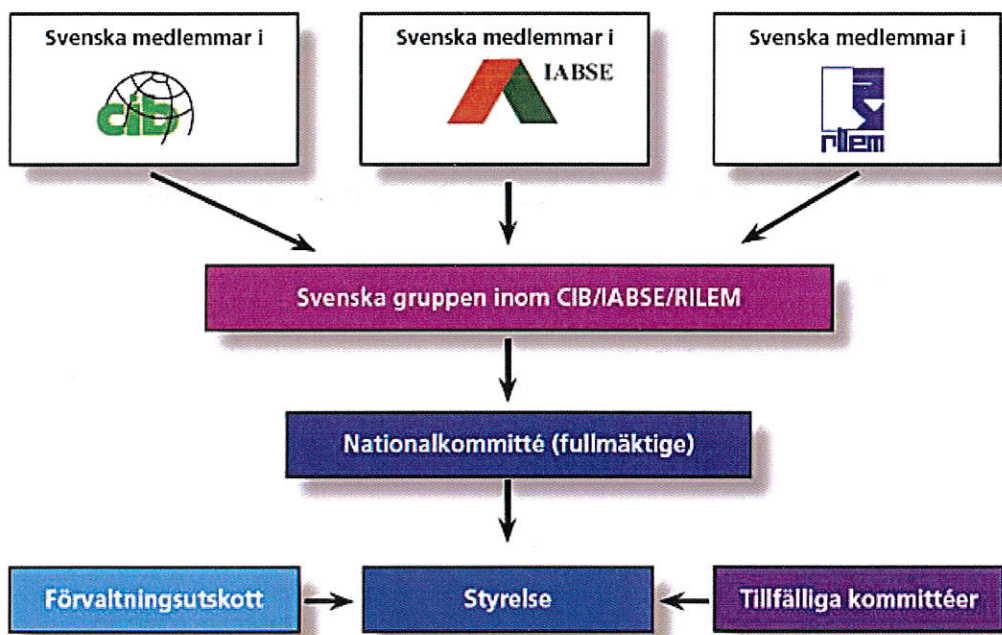 Svenska medlemmar i
cib
Svenska medlemmar i
IABSE
Svenska medlemmar i
rilem
Svenska gruppen inom CIB/IABSE/RILEM
Nationalkommitté (fullmäktige)
Förvaltningsutskott
Styrelse
Tillfälliga kommittéer